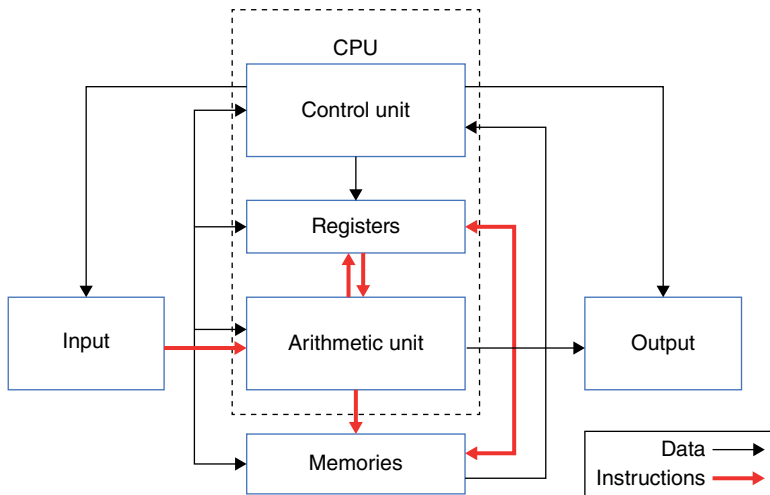 CPU
Control unit
Registers
Input
Arithmetic unit
Output
Memories
Data
Instructions